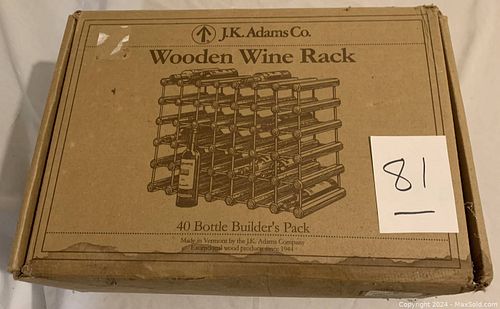 J.K. Adams Co.
Wooden Wine Rack
81
40 Bottle Builder's Pack
Made in Vermont by the J.K. Adams Company
Exceptional wood products since 1944
Copyright 2024 - MaxSold.com